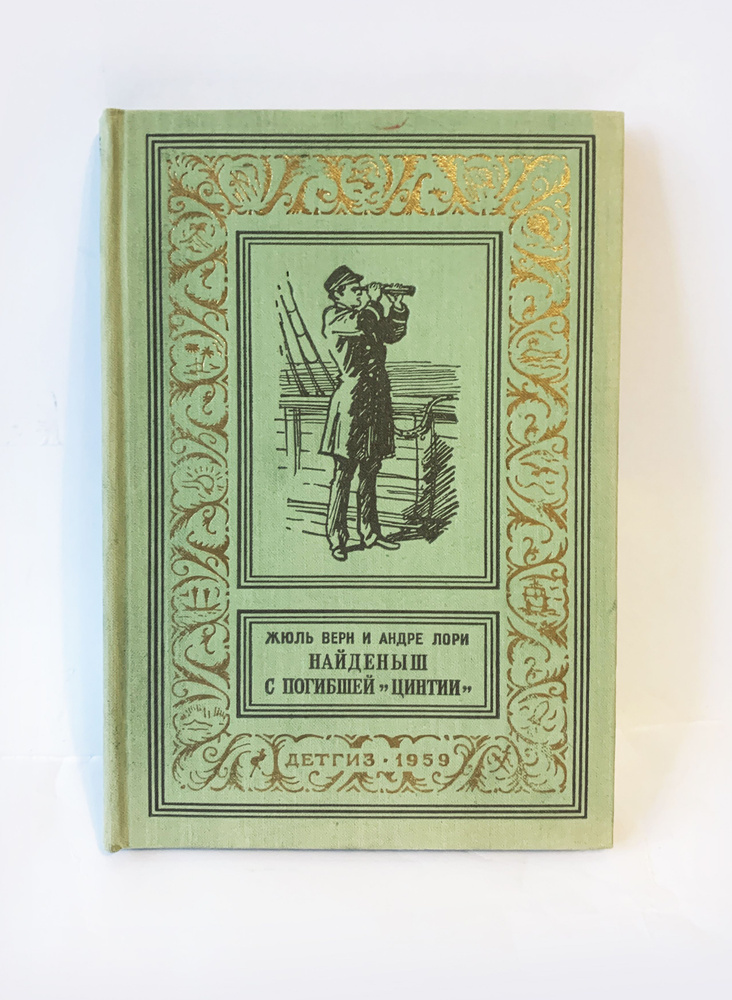 ЖЮЛЬ ВЕРН И АНДРЕ ЛОРИ
НАЙДЕНЫШ
С ПОГИБШЕЙ „ЦИНТИИ"
ДЕТГИЗ · 1959